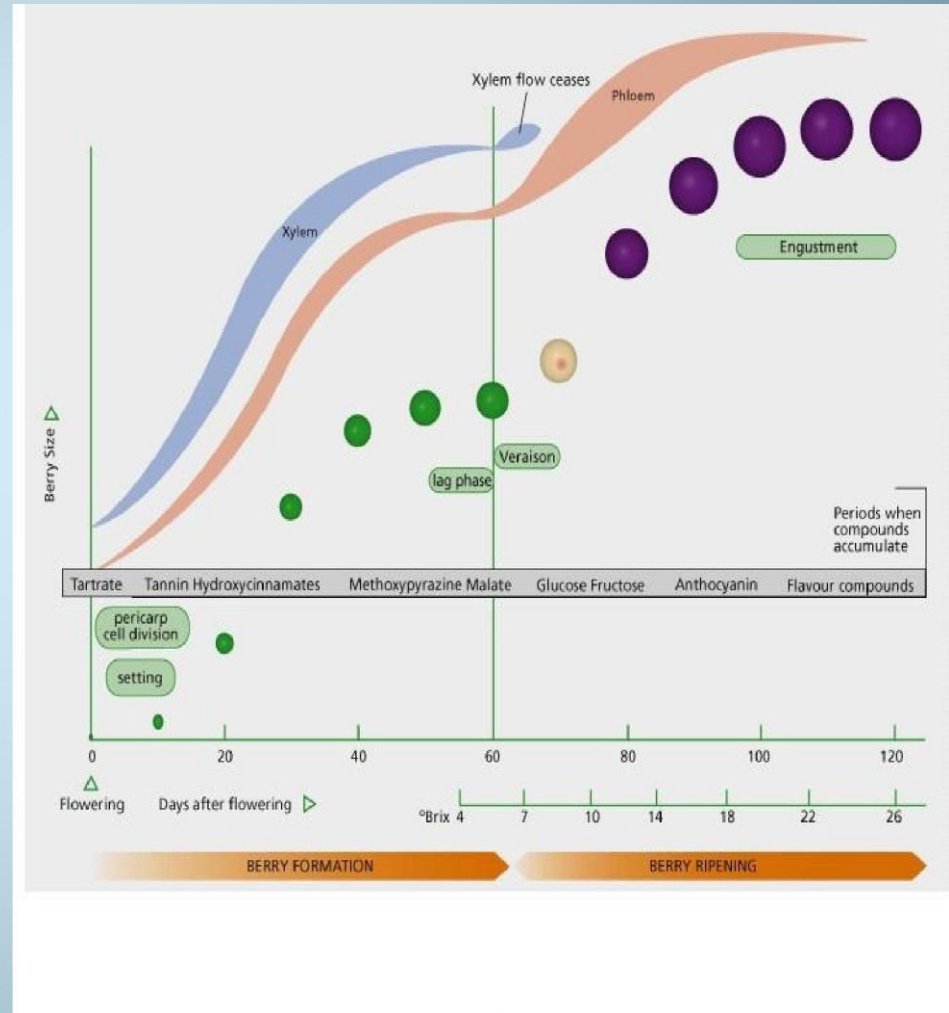 Xylem flow ceases
Phloem
Xylem
Engustment
Berry Size
Veraison
lag phase
Periods when
compounds
accumulate
Tartrate Tannin Hydroxycinnamates Methoxypyrazine Malate Glucose Fructose Anthocyanin Flavour compounds
pericarp
cell division
setting
0 20 40 60 80 100 120
Flowering Days after flowering
°Brix 4 7 10 14 18 22 26
BERRY FORMATION BERRY RIPENING